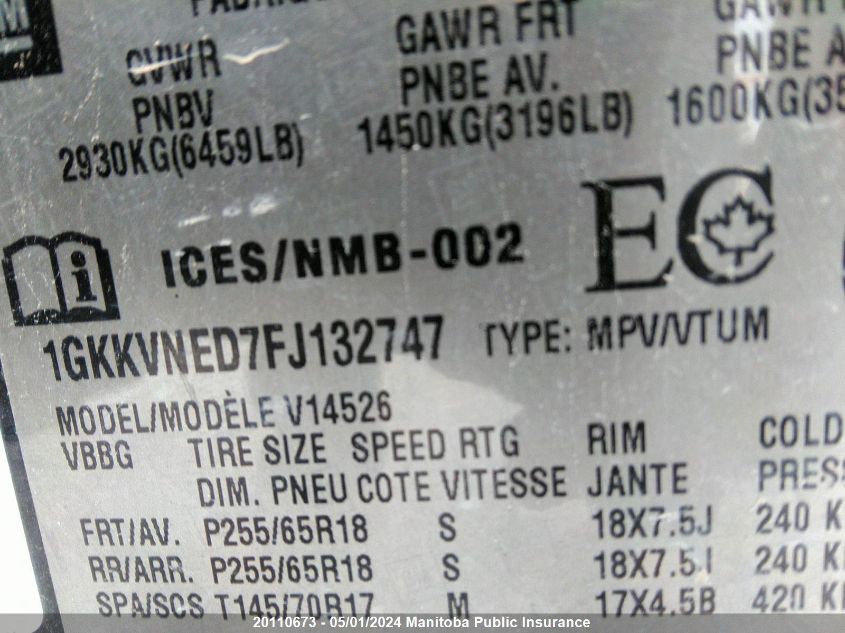 GM
GVWR GAWR FRT GAWR
PNBV PNBE AV. PNBE
2930KG(6459LB) 1450KG(3196LB) 1600KG(35
ICES/NMB-002 EC
1GKKVNED7FJ132747 TYPE: MPV/VTUM
MODEL/MODÈLE V14526
VBBG TIRE SIZE SPEED RTG RIM COLD
DIM. PNEU COTE VITESSE JANTE PRESS
FRT/AV. P255/65R18 S 18X7.5J 240 K
RR/ARR. P255/65R18 S 18X7.5J 240 K
SPA/SCS T145/70R17 M 17X4.5B 420 K
20110673 - 05/01/2024 Manitoba Public Insurance